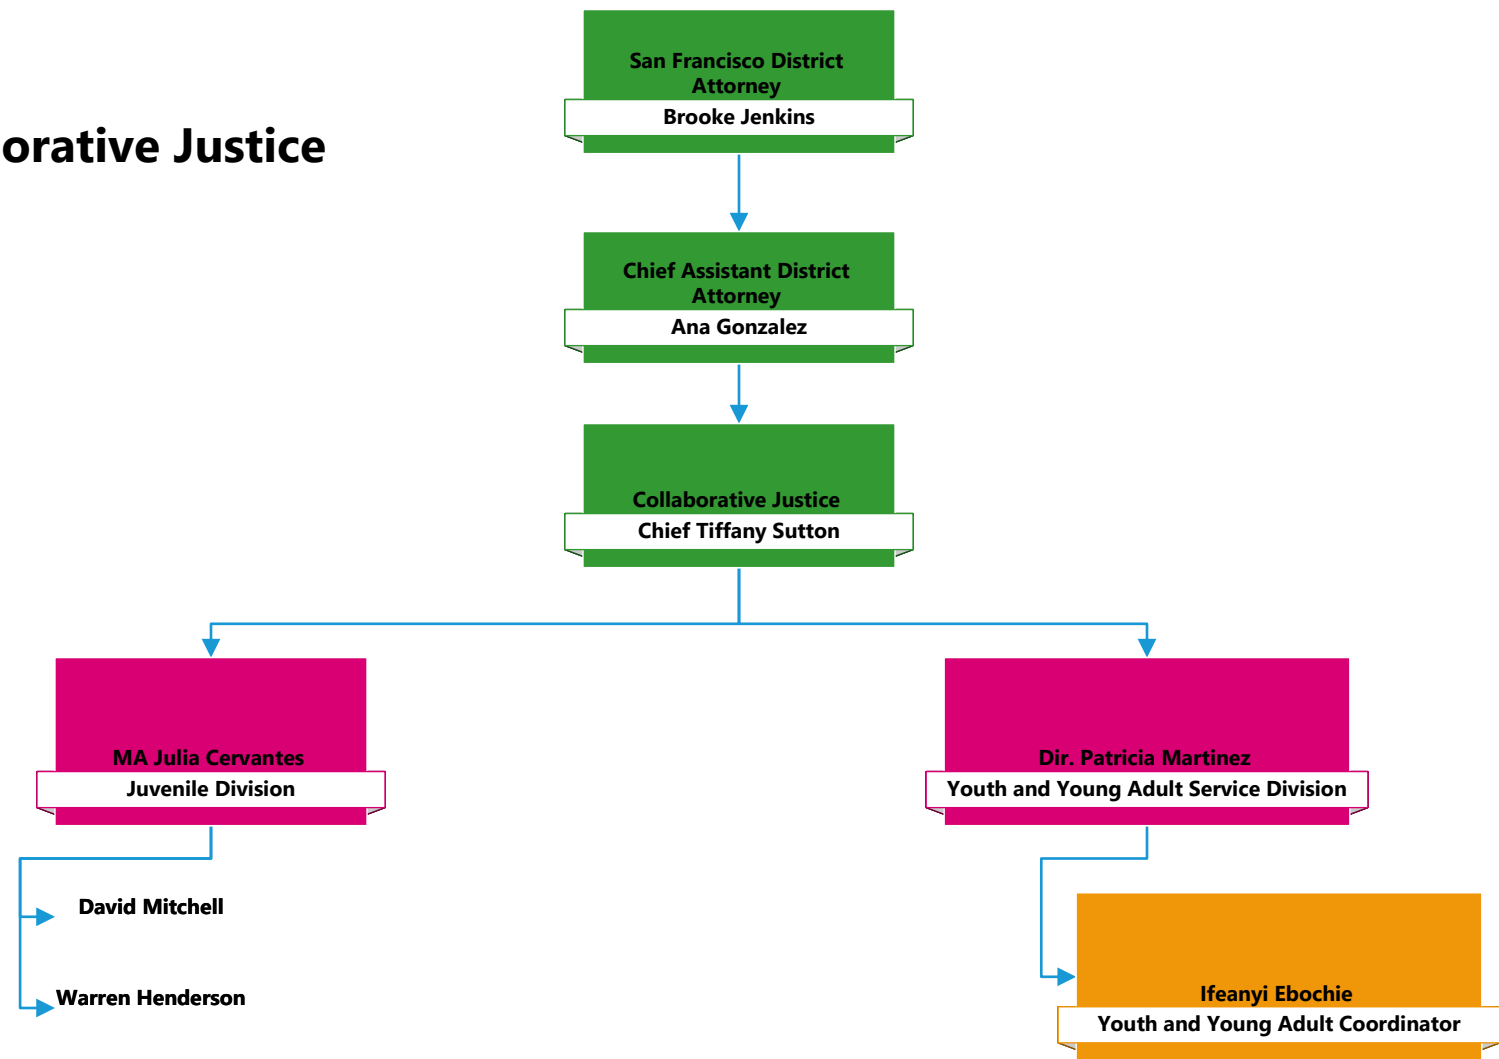 San Francisco District
Attorney
Brooke Jenkins
orative Justice
Chief Assistant District
Attorney
Ana Gonzalez
Collaborative Justice
Chief Tiffany Sutton
MA Julia Cervantes
Juvenile Division
Dir. Patricia Martinez
Youth and Young Adult Service Division
David Mitchell
Warren Henderson
Ifeanyi Ebochie
Youth and Young Adult Coordinator